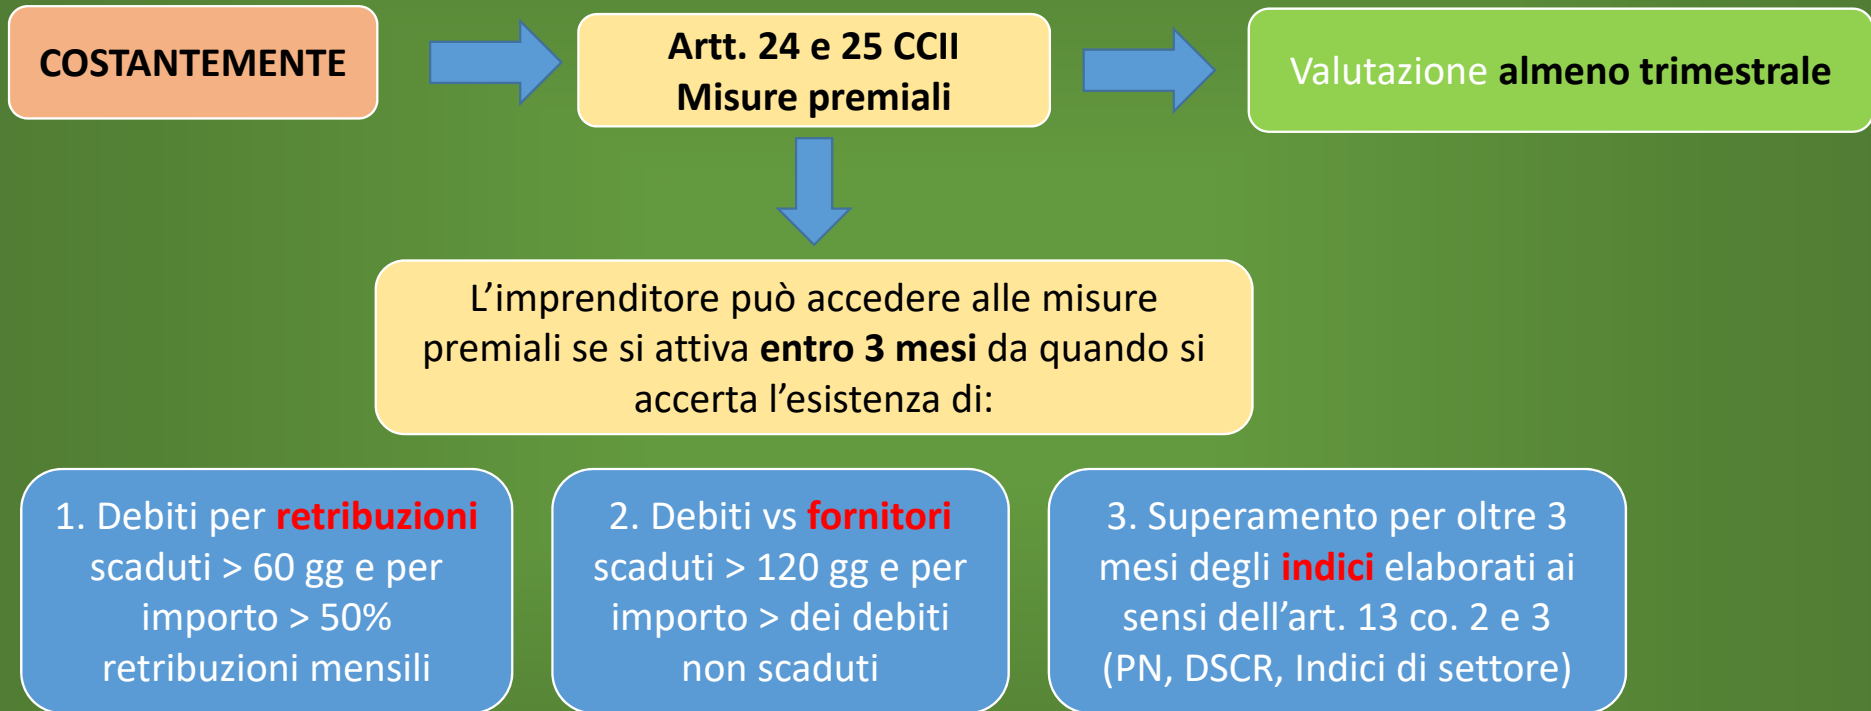 COSTANTEMENTE
Artt. 24 e 25 CCII
Misure premiali
Valutazione almeno trimestrale
L’imprenditore può accedere alle misure
premiali se si attiva entro 3 mesi da quando si
accerta l’esistenza di:
1. Debiti per retribuzioni
scaduti > 60 gg e per
importo > 50%
retribuzioni mensili
2. Debiti vs fornitori
scaduti > 120 gg e per
importo > dei debiti
non scaduti
3. Superamento per oltre 3
mesi degli indici elaborati ai
sensi dell’art. 13 co. 2 e 3
(PN, DSCR, Indici di settore)